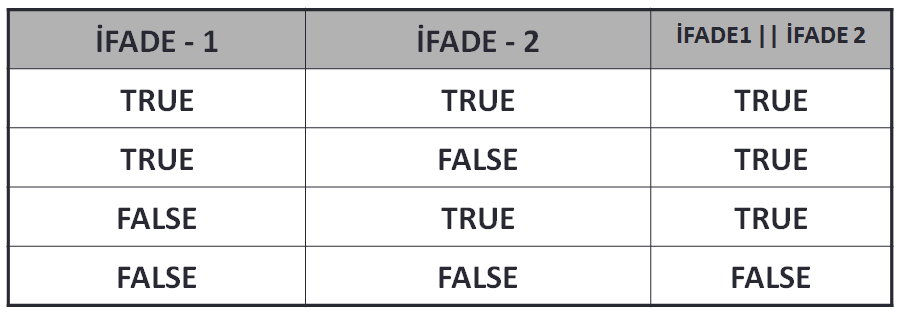 İFADE - 1 İFADE - 2 İFADE1 || İFADE 2
TRUE TRUE TRUE
TRUE FALSE TRUE
FALSE TRUE TRUE
FALSE FALSE FALSE